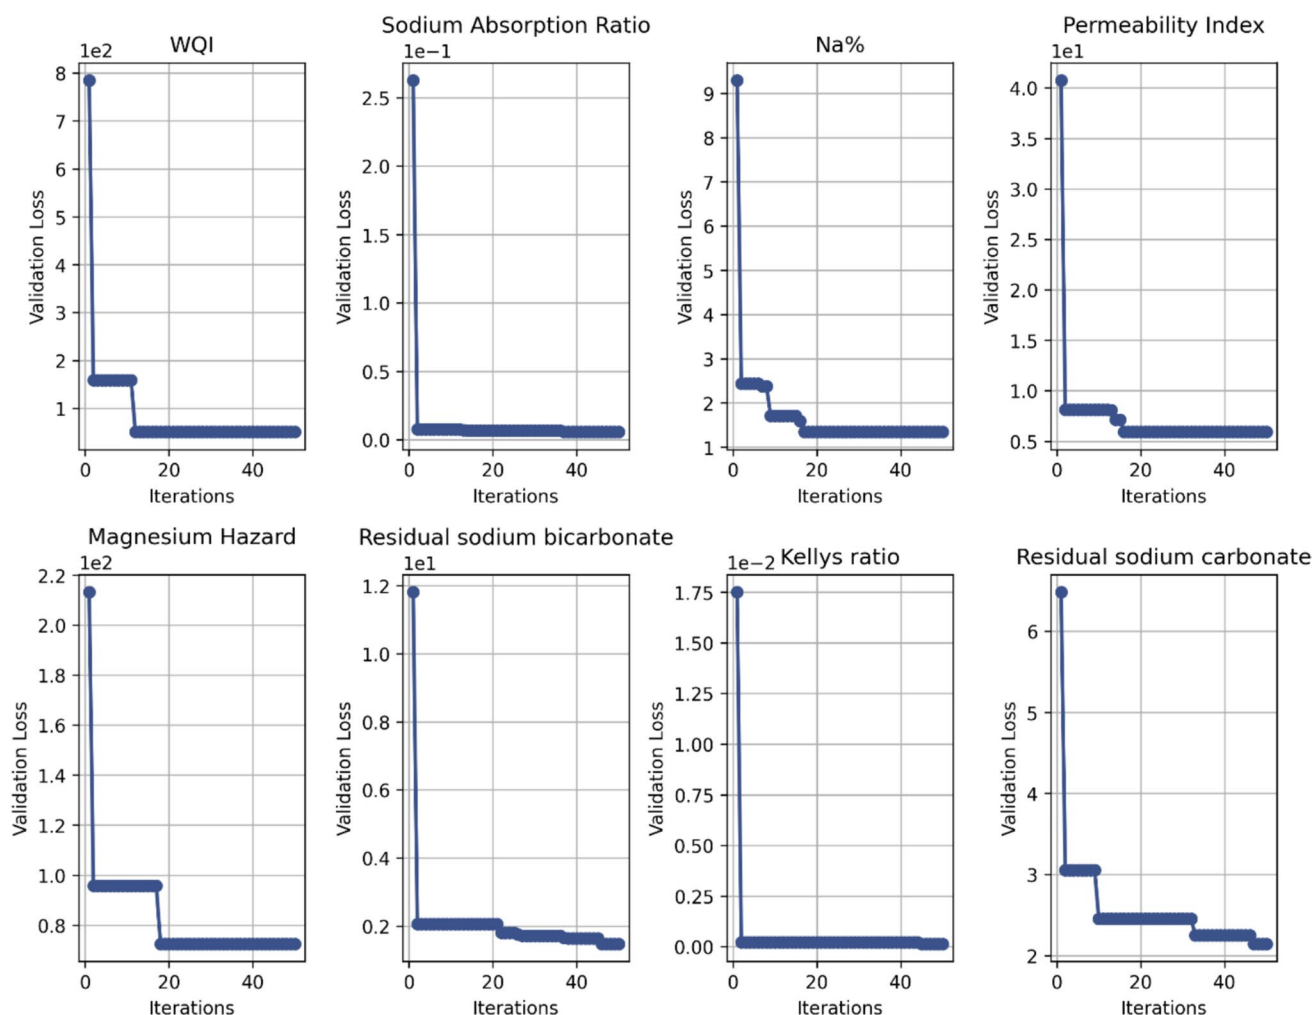 WQI
1e2
8
7
6
5
4
3
2
1
Validation Loss
0 20 40
Iterations
Sodium Absorption Ratio
1e−1
2.5
2.0
1.5
1.0
0.5
0.0
Validation Loss
0 20 40
Iterations
Na%
9
8
7
6
5
4
3
2
1
Validation Loss
0 20 40
Iterations
Permeability Index
1e1
4.0
3.5
3.0
2.5
2.0
1.5
1.0
0.5
Validation Loss
0 20 40
Iterations
Magnesium Hazard
1e2
2.2
2.0
1.8
1.6
1.4
1.2
1.0
0.8
Validation Loss
0 20 40
Iterations
Residual sodium bicarbonate
1e1
1.2
1.0
0.8
0.6
0.4
0.2
Validation Loss
0 20 40
Iterations
Kellys ratio
1e−2
1.75
1.50
1.25
1.00
0.75
0.50
0.25
0.00
Validation Loss
0 20 40
Iterations
Residual sodium carbonate
6
5
4
3
2
Validation Loss
0 20 40
Iterations